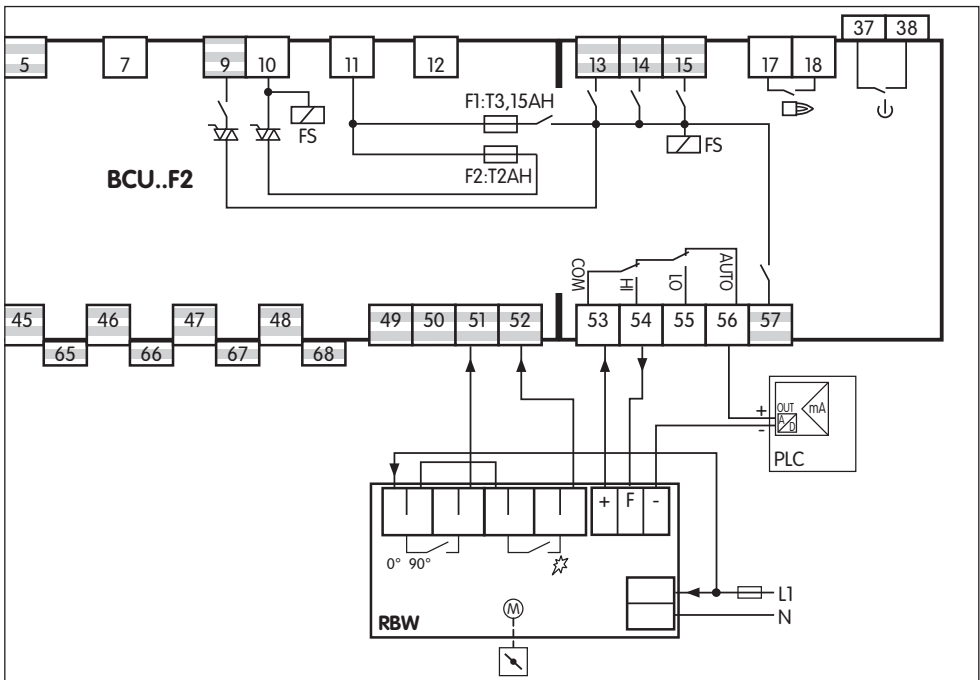 37 38
5 7 9 10 11 12 13 14 15 17 18
F1:T3,15AH
FS
FS
F2:T2AH
BCU..F2
COM HI LO AUTO
45 46 47 48 49 50 51 52 53 54 55 56 57
65 66 67 68
+ OUT mA
- A/D
PLC
+ F -
0° 90°
L1
M
N
RBW